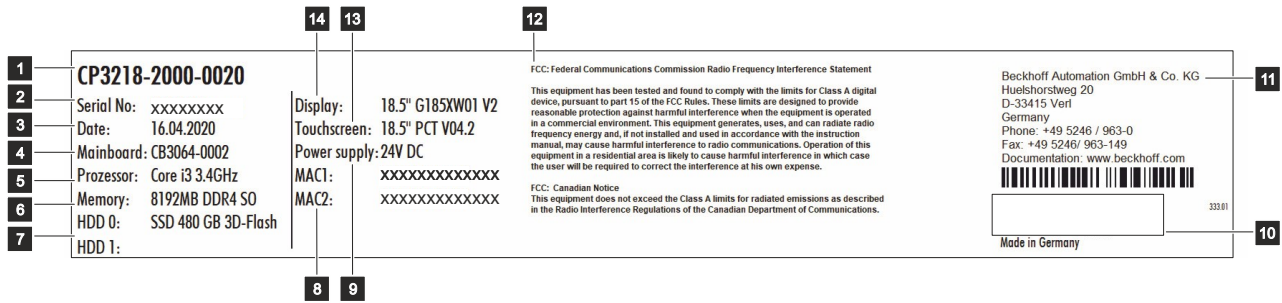 14 13 12
1 CP3218-2000-0020
2 Serial No: XXXXXXXX
3 Date: 16.04.2020
4 Mainboard: CB3064-0002
5 Prozessor: Core i3 3.4GHz
6 Memory: 8192MB DDR4 SO
HDD 0: SSD 480 GB 3D-Flash
7 HDD 1:
Display: 18.5" G185XW01 V2
Touchscreen: 18.5" PCT V04.2
Power supply: 24V DC
MAC1: XXXXXXXXXXXXX
MAC2: XXXXXXXXXXXXX
8 9
FCC: Federal Communications Commission Radio Frequency Interference Statement
This equipment has been tested and found to comply with the limits for Class A digital
device, pursuant to part 15 of the FCC Rules. These limits are designed to provide
reasonable protection against harmful interference when the equipment is operated
in a commercial environment. This equipment generates, uses, and can radiate radio
frequency energy and, if not installed and used in accordance with the instruction
manual, may cause harmful interference to radio communications. Operation of this
equipment in a residential area is likely to cause harmful interference in which case
the user will be required to correct the interference at his own expense.
FCC: Canadian Notice
This equipment does not exceed the Class A limits for radiated emissions as described
in the Radio Interference Regulations of the Canadian Department of Communications.
Beckhoff Automation GmbH & Co. KG 11
Huelshorstweg 20
D-33415 Verl
Germany
Phone: +49 5246 / 963-0
Fax: +49 5246/ 963-149
Documentation: www.beckhoff.com
333.01
10
Made in Germany